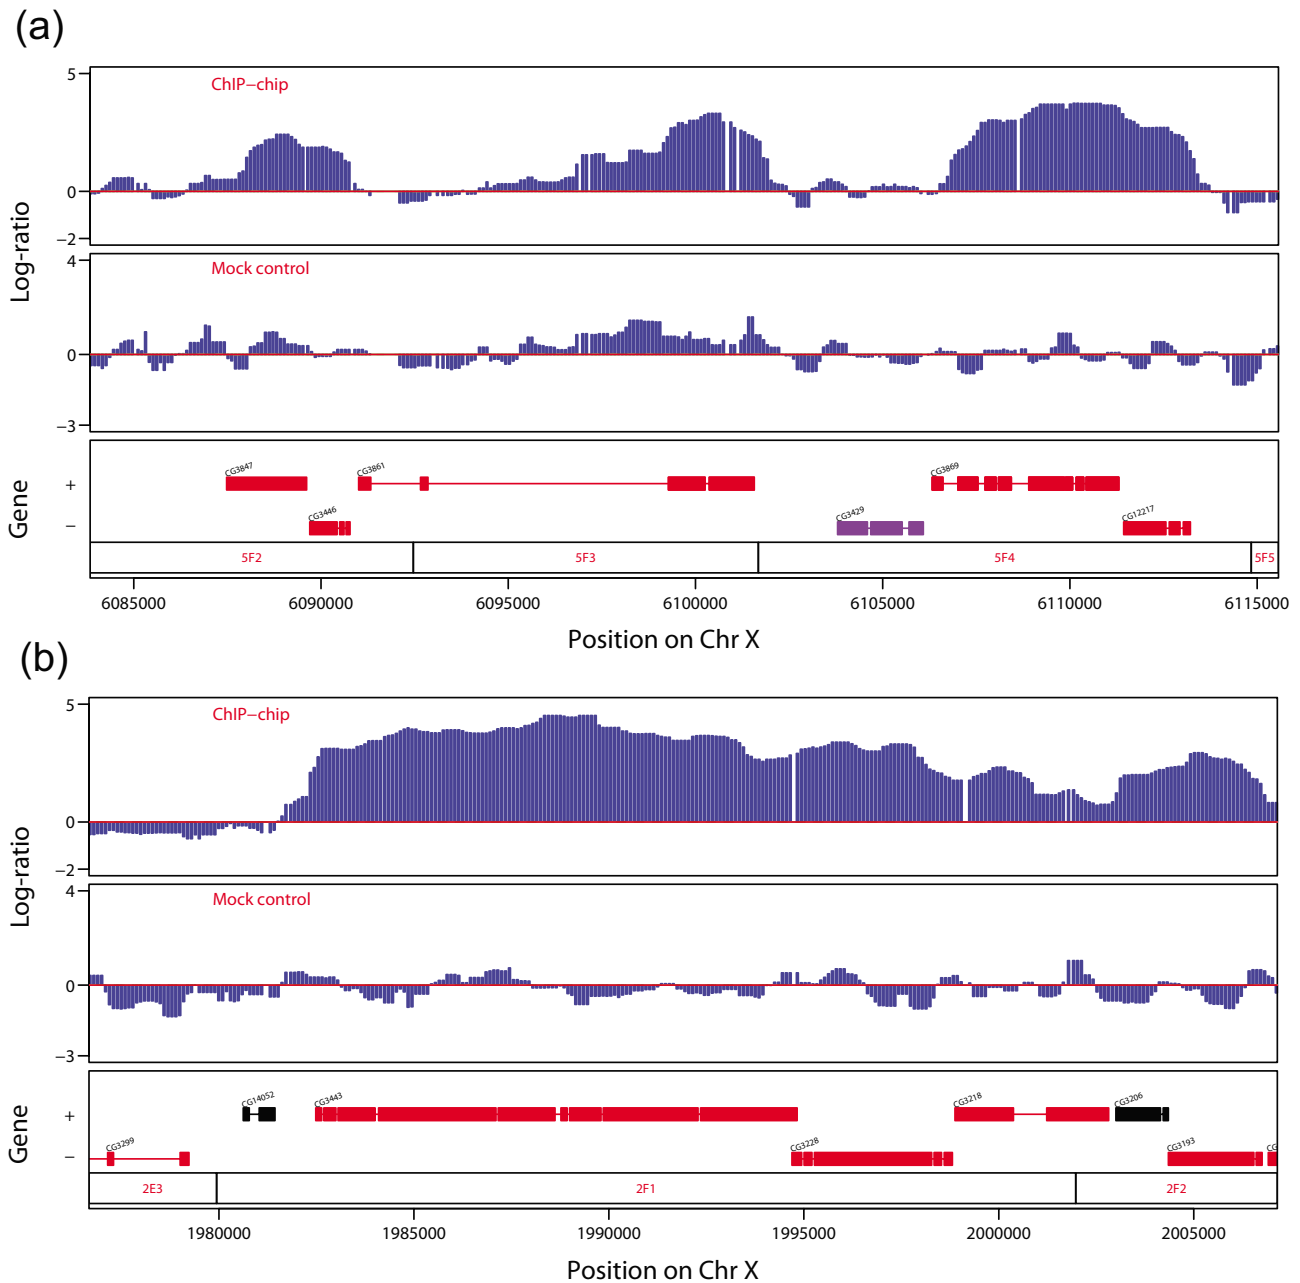 (a)
5
ChIP–chip
0
−2
4
Mock control
0
−3
Log-ratio
Gene
+
−
CG3847
CG3861
CG3869
CG3446
CG3429
CG12217
5F2
5F3
5F4
5F5
6085000
6090000
6095000
6100000
6105000
6110000
6115000
Position on Chr X
(b)
5
ChIP–chip
0
−2
4
Mock control
0
−3
Log-ratio
Gene
+
−
CG14052
CG3443
CG3218
CG3206
CG3299
CG3228
CG3193
CG
2E3
2F1
2F2
1980000
1985000
1990000
1995000
2000000
2005000
Position on Chr X